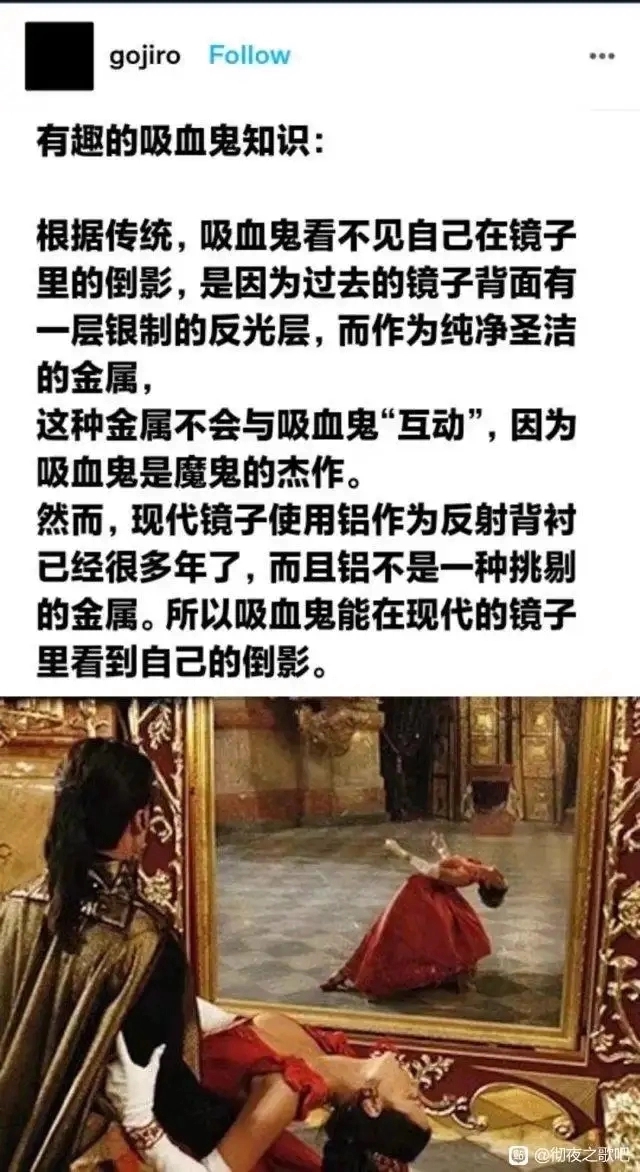 gojiro Follow
有趣的吸血鬼知识：
根据传统，吸血鬼看不见自己在镜子
里的倒影，是因为过去的镜子背面有
一层银制的反光层，而作为纯净圣洁
的金属，
这种金属不会与吸血鬼“互动”，因为
吸血鬼是魔鬼的杰作。
然而，现代镜子使用铝作为反射背衬
已经很多年了，而且铝不是一种挑剔
的金属。所以吸血鬼能在现代的镜子
里看到自己的倒影。
贴 @彻夜之歌吧